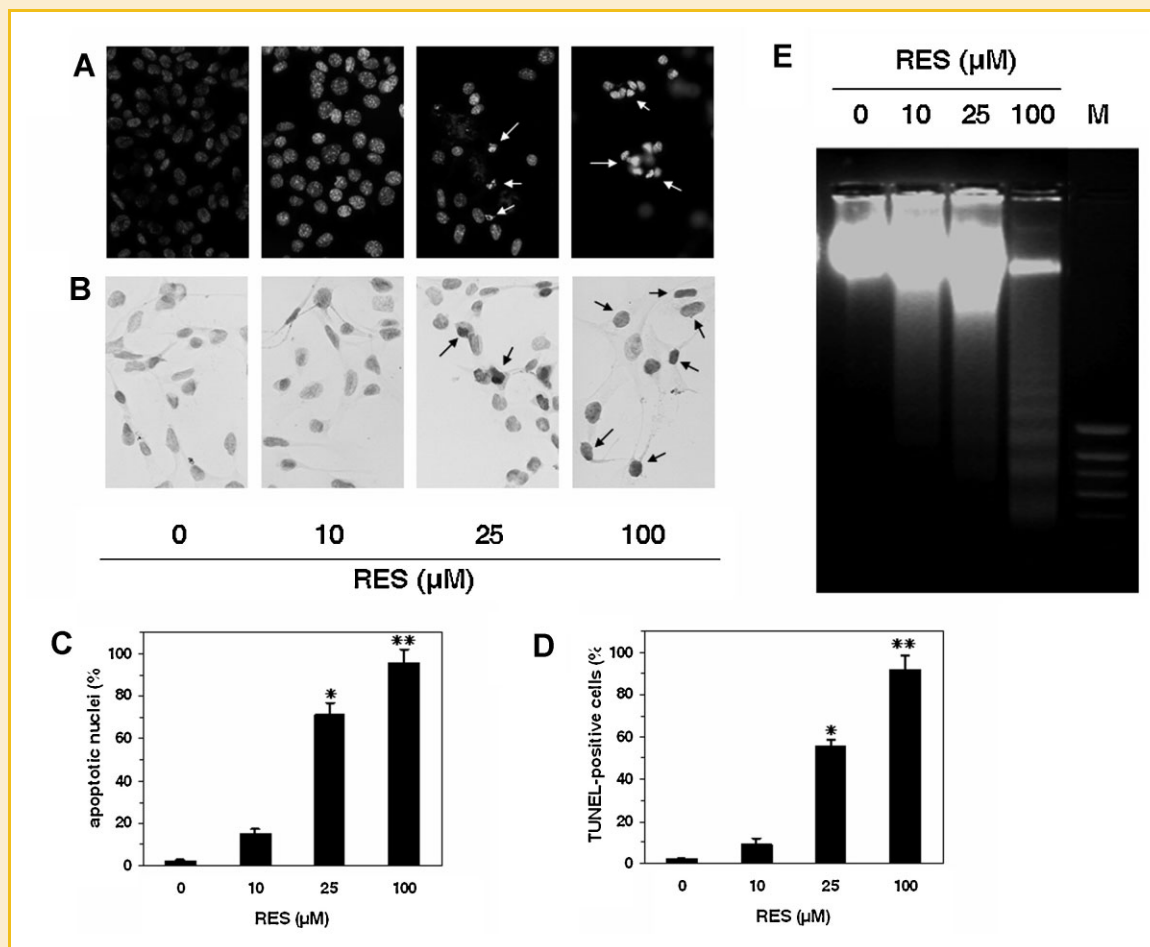 A
B
0 10 25 100
RES (µM)
E
RES (µM)
0 10 25 100 M
C
apoptotic nuclei (%
100
80
60
40
20
0
* **
0 10 25 100
RES (µM)
D
TUNEL-positive cells (%
100
80
60
40
20
0
* **
0 10 25 100
RES (µM)